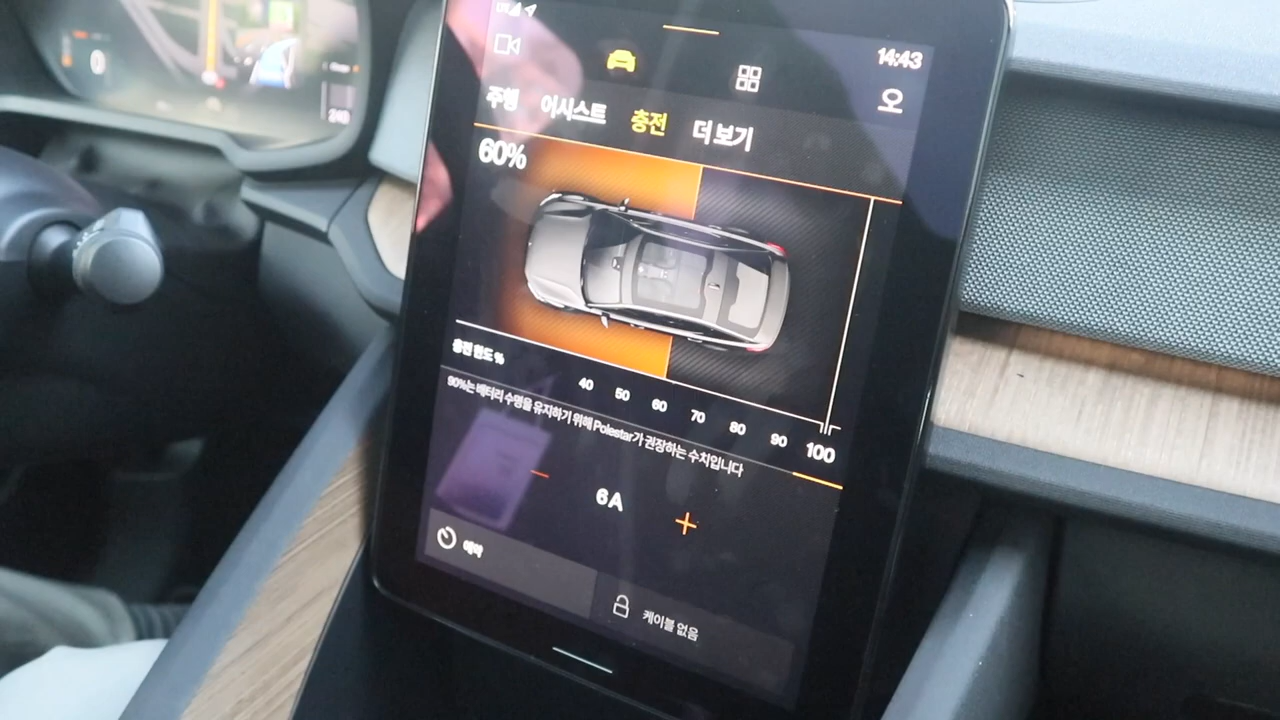 LTE
14:43
오
주행 어시스트 충전 더 보기
60%
충전 한도 %
40 50 60 70 80 90 100
90%는 배터리 수명을 유지하기 위해 Polestar가 권장하는 수치입니다
− 6A +
예약
케이블 없음
0